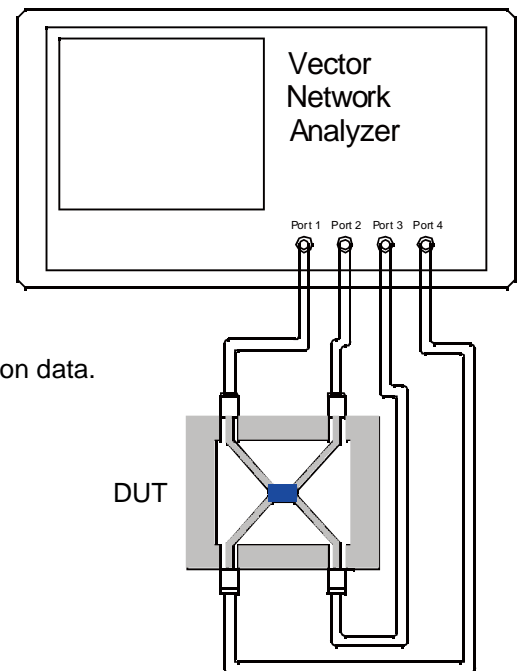 Vector
Network
Analyzer
Port 1 Port 2 Port 3 Port 4
on data.
DUT